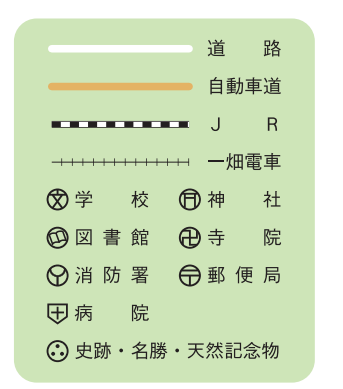 道路
自動車道
JR
一畑電車
学校 神社
図書館 寺院
消防署 郵便局
病院
史跡・名勝・天然記念物